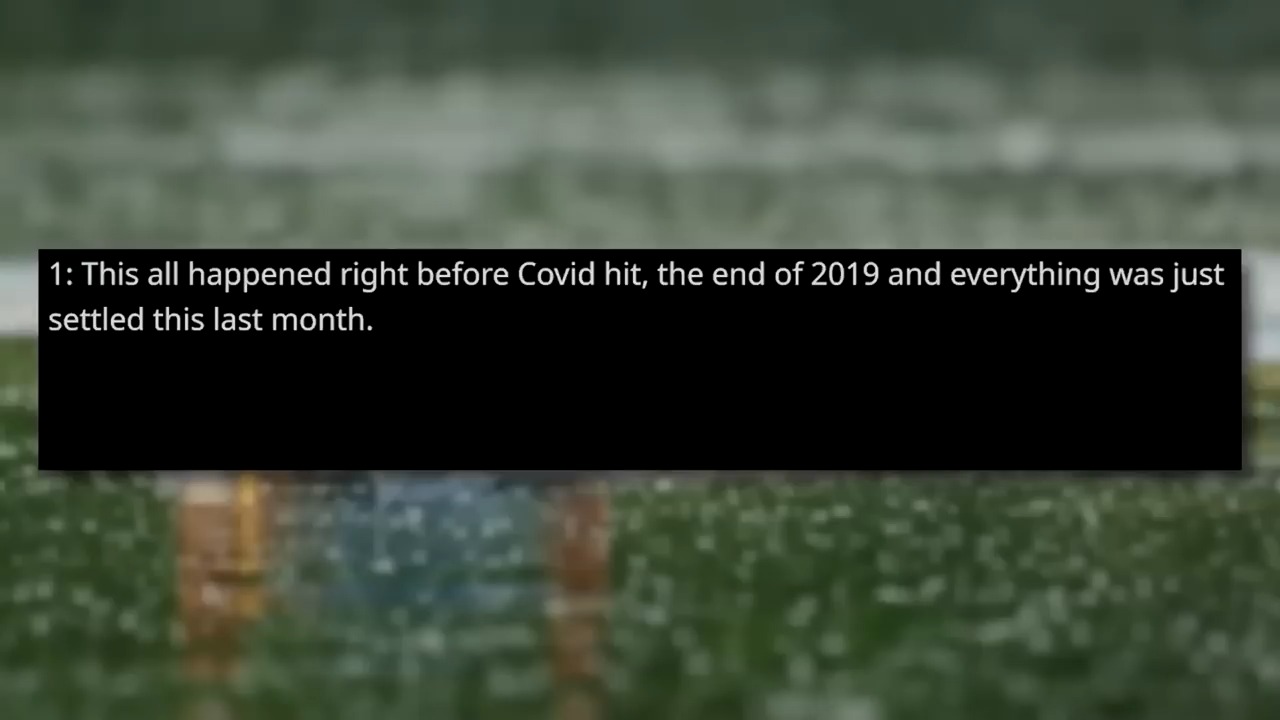 1: This all happened right before Covid hit, the end of 2019 and everything was just
settled this last month.